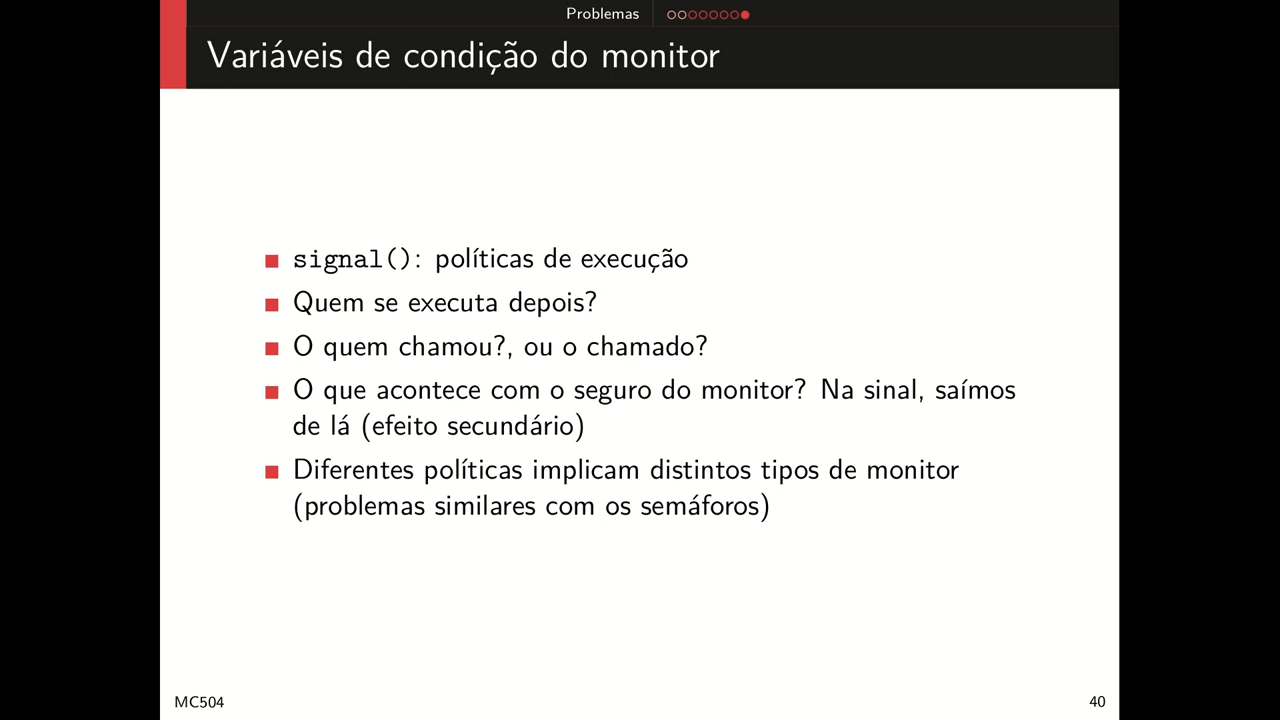 Problemas
Variáveis de condição do monitor
signal(): políticas de execução
Quem se executa depois?
O quem chamou?, ou o chamado?
O que acontece com o seguro do monitor? Na sinal, saímos
de lá (efeito secundário)
Diferentes políticas implicam distintos tipos de monitor
(problemas similares com os semáforos)
MC504
40